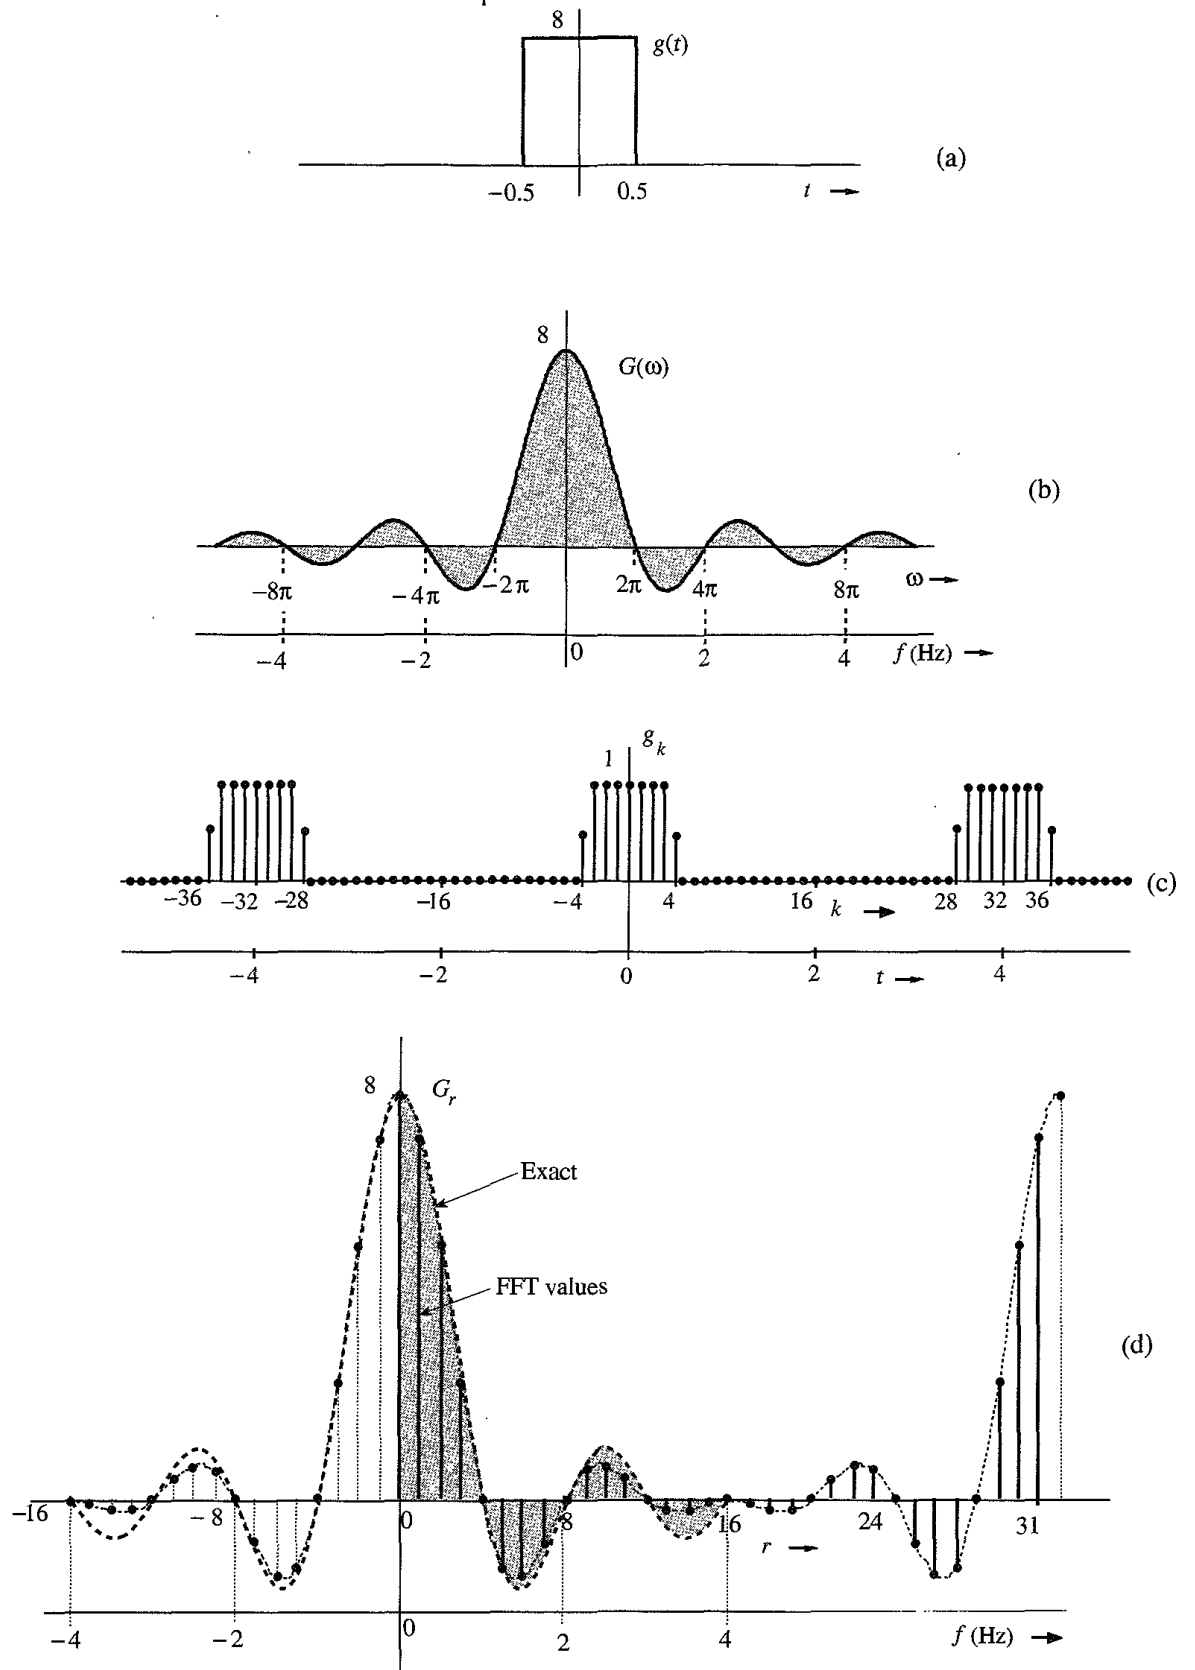 8
g(t)
(a)
−0.5 0.5 t
8
G(ω)
(b)
−8π −4π −2π 2π 4π 8π ω
−4 −2 0 2 4 f (Hz)
g_k
1
(c)
−36 −32 −28 −16 −4 4 16 k 28 32 36
−4 −2 0 2 t 4
8 G_r
Exact
FFT values
(d)
−16 −8 0 8 16 24 31
r
−4 −2 0 2 4 f (Hz)